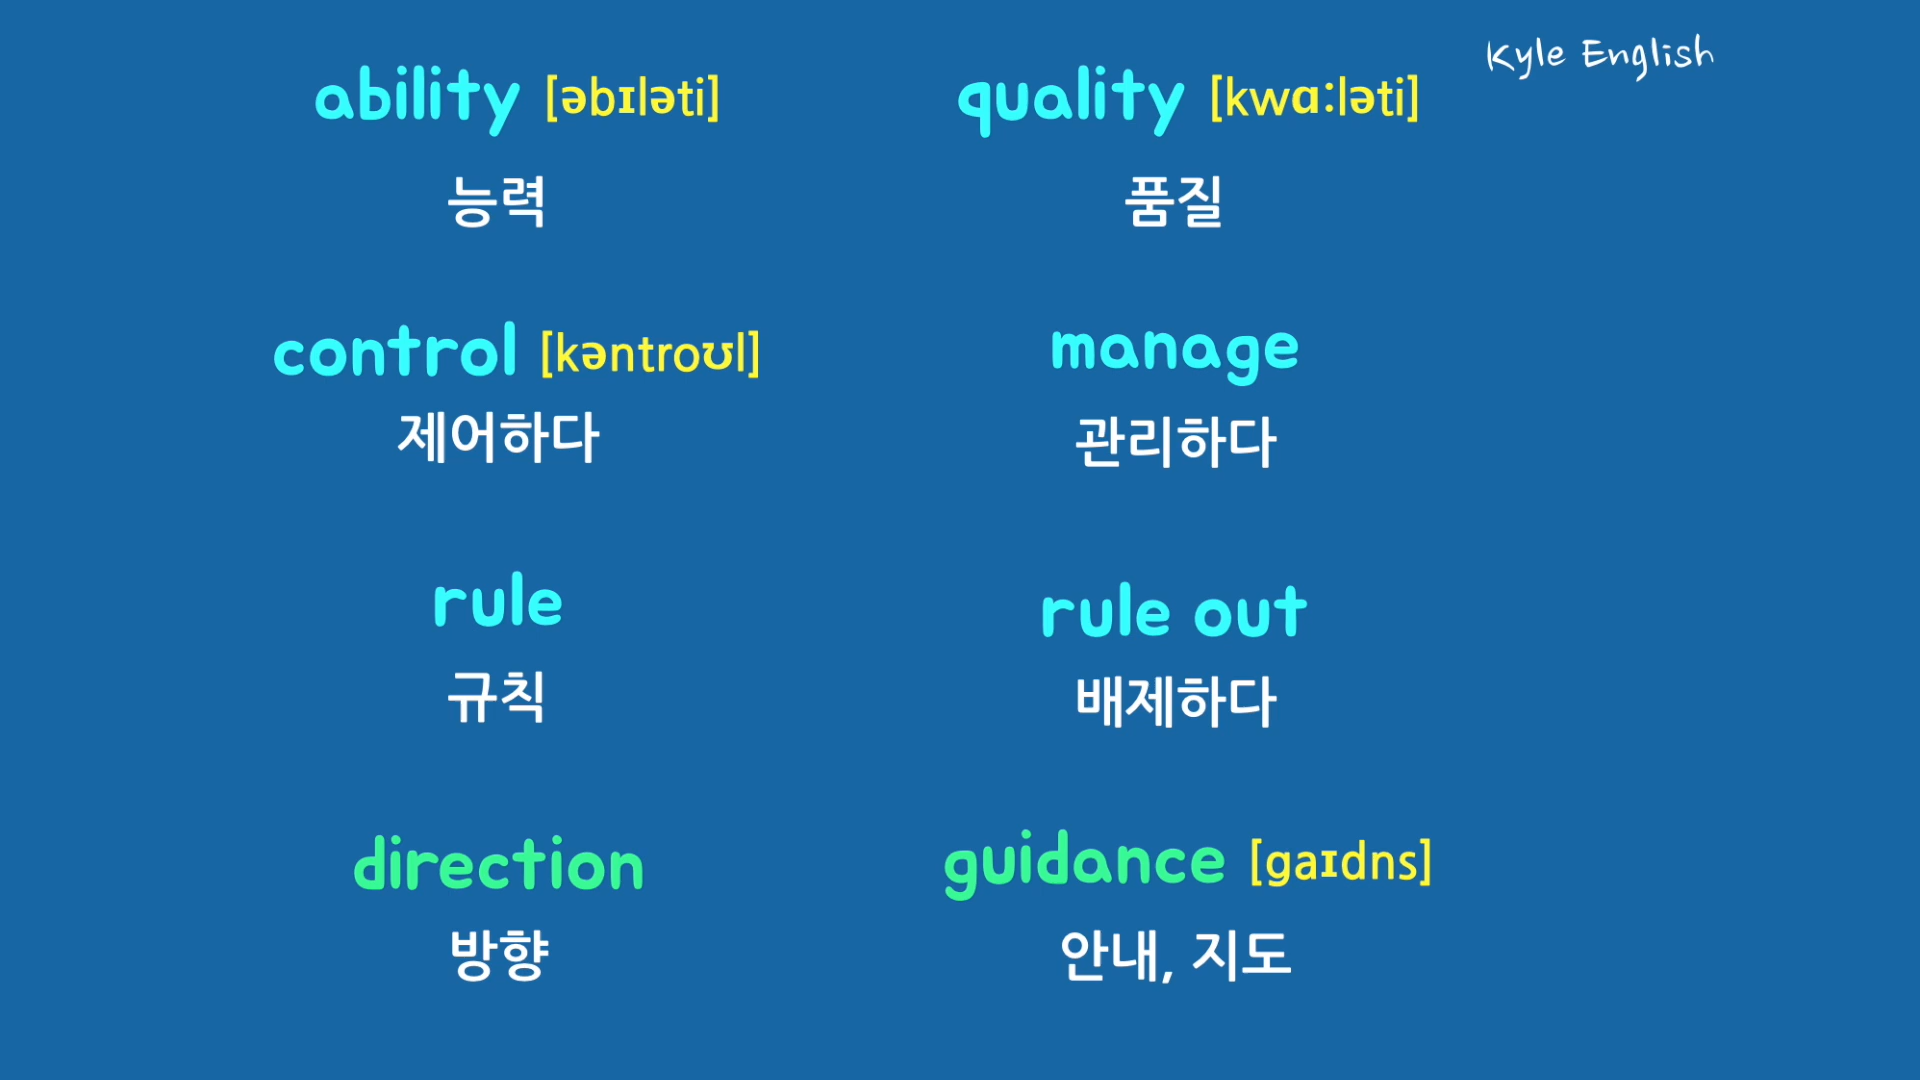 Kyle English
ability [əbɪləti] quality [kwɑːləti]
능력 품질
control [kəntroʊl] manage
제어하다 관리하다
rule rule out
규칙 배제하다
direction guidance [gaɪdns]
방향 안내, 지도